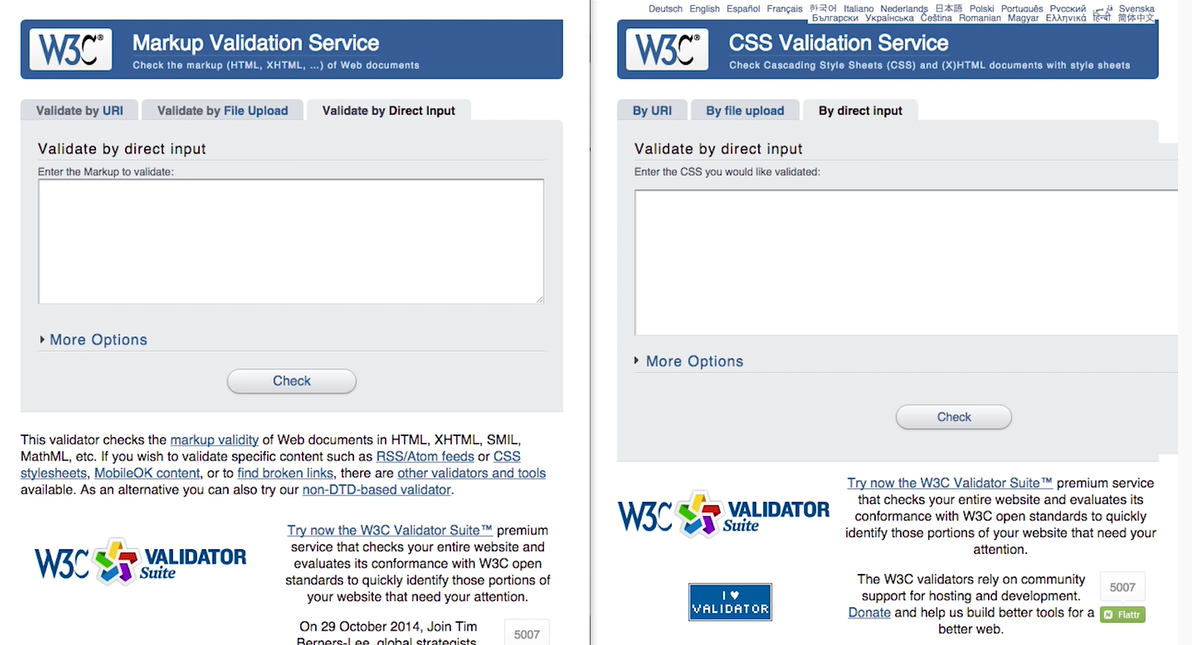 W3C®
Markup Validation Service
Check the markup (HTML, XHTML, …) of Web documents
Validate by URI
Validate by File Upload
Validate by Direct Input
Validate by direct input
Enter the Markup to validate:
More Options
Check
This validator checks the markup validity of Web documents in HTML, XHTML, SMIL,
MathML, etc. If you wish to validate specific content such as RSS/Atom feeds or CSS
stylesheets, MobileOK content, or to find broken links, there are other validators and tools
available. As an alternative you can also try our non-DTD-based validator.
W3C VALIDATOR
Suite
Try now the W3C Validator Suite™ premium
service that checks your entire website and
evaluates its conformance with W3C open
standards to quickly identify those portions of
your website that need your attention.
On 29 October 2014, Join Tim
Berners-Lee, global strategists
5007
Deutsch English Español Français 한국어 Italiano Nederlands 日本語 Polski Português Русский فارسی Svenska
Български Українська Čeština Romanian Magyar Ελληνικά हिन्दी 简体中文
W3C®
CSS Validation Service
Check Cascading Style Sheets (CSS) and (X)HTML documents with style sheets
By URI
By file upload
By direct input
Validate by direct input
Enter the CSS you would like validated:
More Options
Check
W3C VALIDATOR
Suite
Try now the W3C Validator Suite™ premium service
that checks your entire website and evaluates its
conformance with W3C open standards to quickly
identify those portions of your website that need your
attention.
I ♥
VALIDATOR
The W3C validators rely on community
support for hosting and development.
Donate and help us build better tools for a
better web.
5007
Flattr